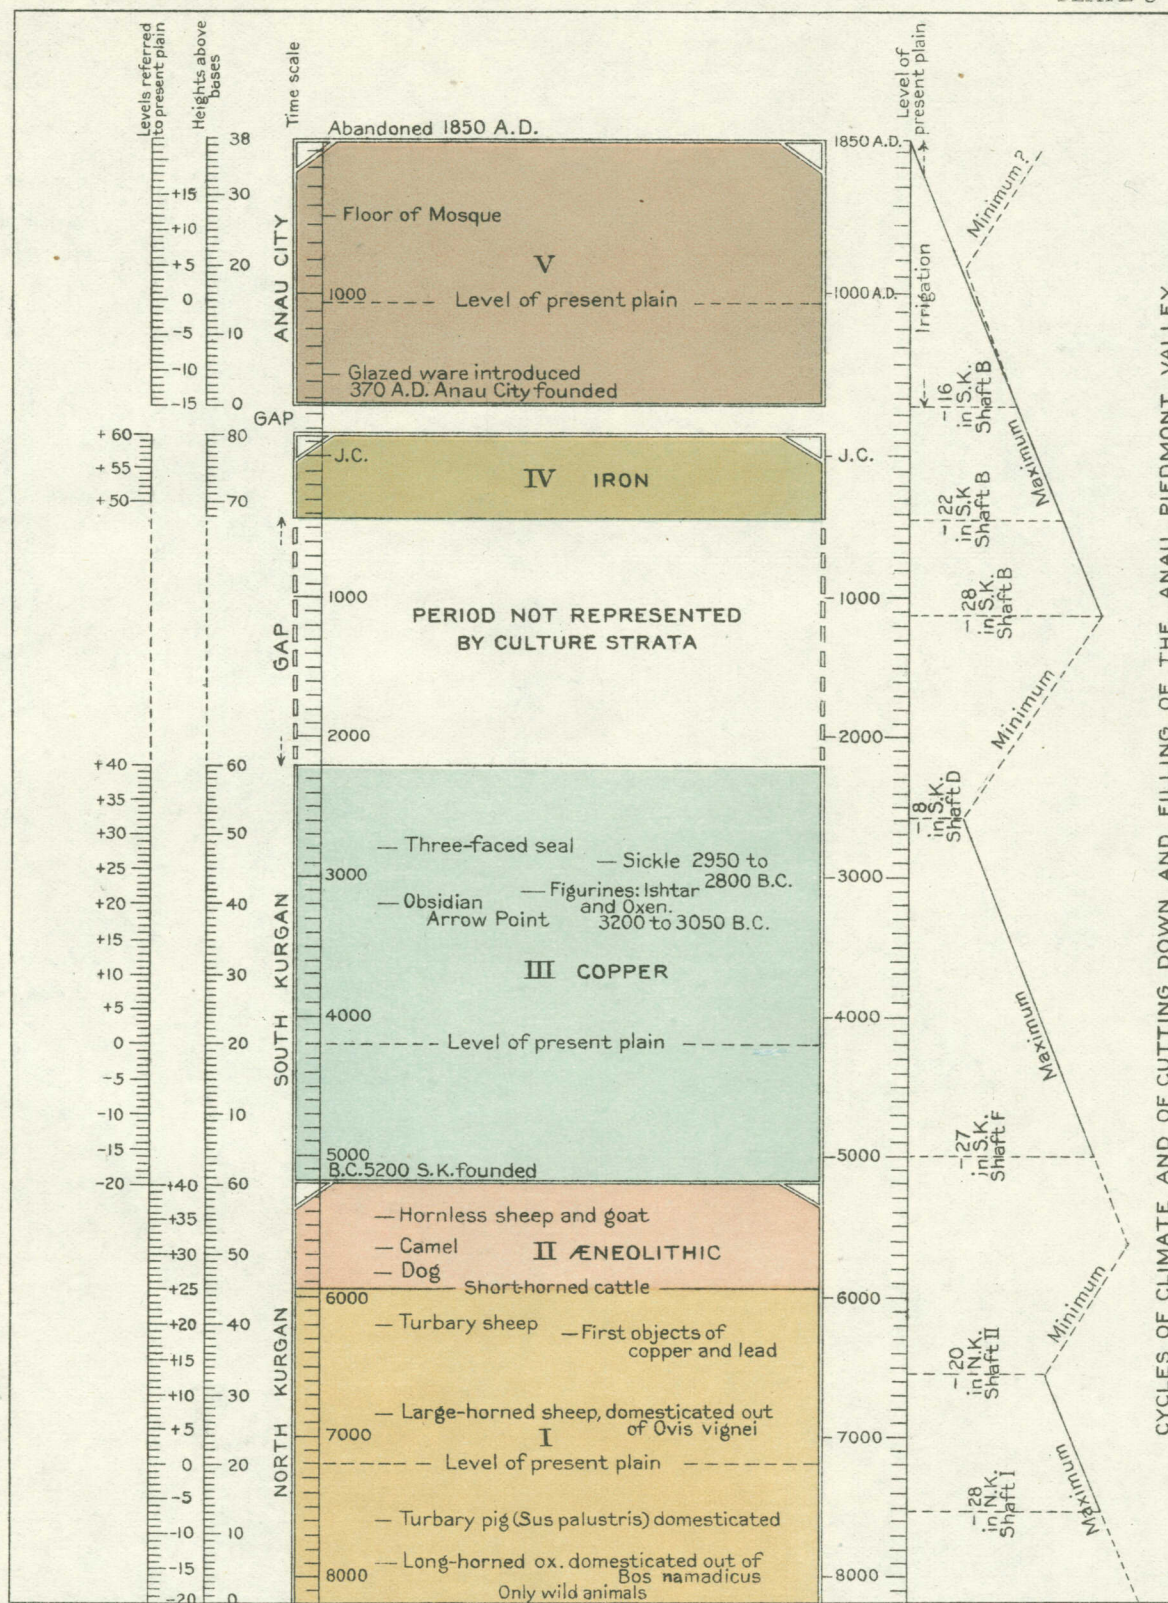 Levels referred
to present plain
Heights above
bases
Time scale
Level of
present plain
Abandoned 1850 A.D.
1850 A.D.
38
+15 30
+10
+5 20
0
-5 10
-10
-15 0
ANAU CITY
Floor of Mosque
V
1000
Level of present plain
1000 A.D.
Glazed ware introduced
370 A.D. Anau City founded
Irrigation
Minimum?
-116
in S.K.
Shaft B
Maximum
GAP
+60 80
+55
+50 70
J.C.
IV IRON
J.C.
-22
in S.K
Shaft B
GAP
1000
PERIOD NOT REPRESENTED
BY CULTURE STRATA
1000
-28
in S.K.
Shaft B
Minimum
2000
2000
+40 60
+35
+30 50
+25
+20 40
+15
+10 30
+5
0 20
-5
-10 10
-15
-20
SOUTH KURGAN
-8
in S.K.
Shaft D
Three-faced seal
Sickle 2950 to
2800 B.C.
3000
3000
Figurines: Ishtar
and Oxen.
3200 to 3050 B.C.
Obsidian
Arrow Point
III COPPER
4000
4000
Level of present plain
Maximum
-27
in S.K.
Shaft F
5000
5000
B.C. 5200 S.K. founded
+40 60
+35
+30 50
+25
+20 40
+15
+10 30
+5
0 20
-5
-10 10
-15
-20 0
NORTH KURGAN
Hornless sheep and goat
Camel
II ÆNEOLITHIC
Dog
Short-horned cattle
6000
6000
Turbary sheep
First objects of
copper and lead
Minimum
-20
in N.K.
Shaft II
Large-horned sheep, domesticated out
of Ovis vignei
I
7000
7000
Level of present plain
Maximum
-28
in N.K.
Shaft I
Turbary pig (Sus palustris) domesticated
Long-horned ox. domesticated out of
Bos namadicus
8000
8000
Only wild animals
CYCLES OF CLIMATE AND OF CUTTING DOWN AND FILLING OF THE ANAU PIEDMONT VALLEY